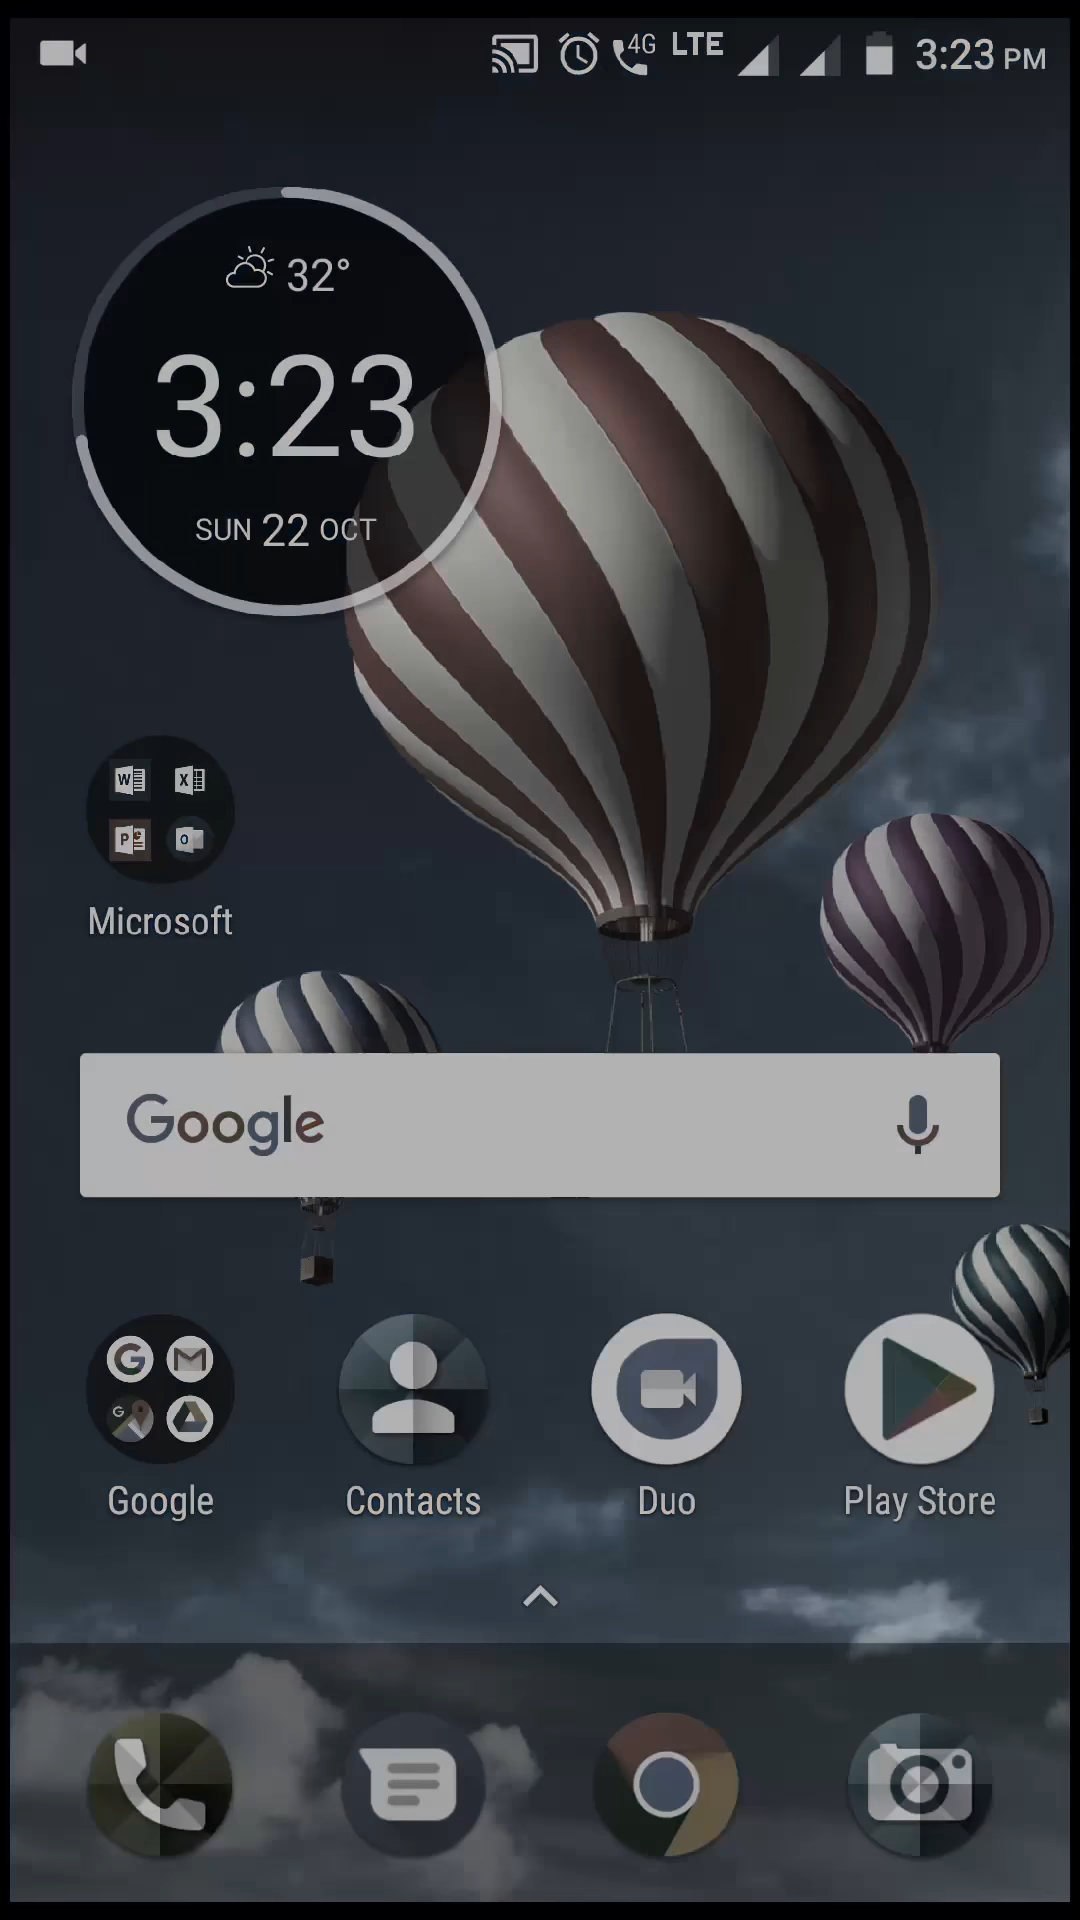 4G LTE 3:23 PM
32°
3:23
SUN 22 OCT
W X
P O
Microsoft
Google
G
G
Google Contacts Duo Play Store